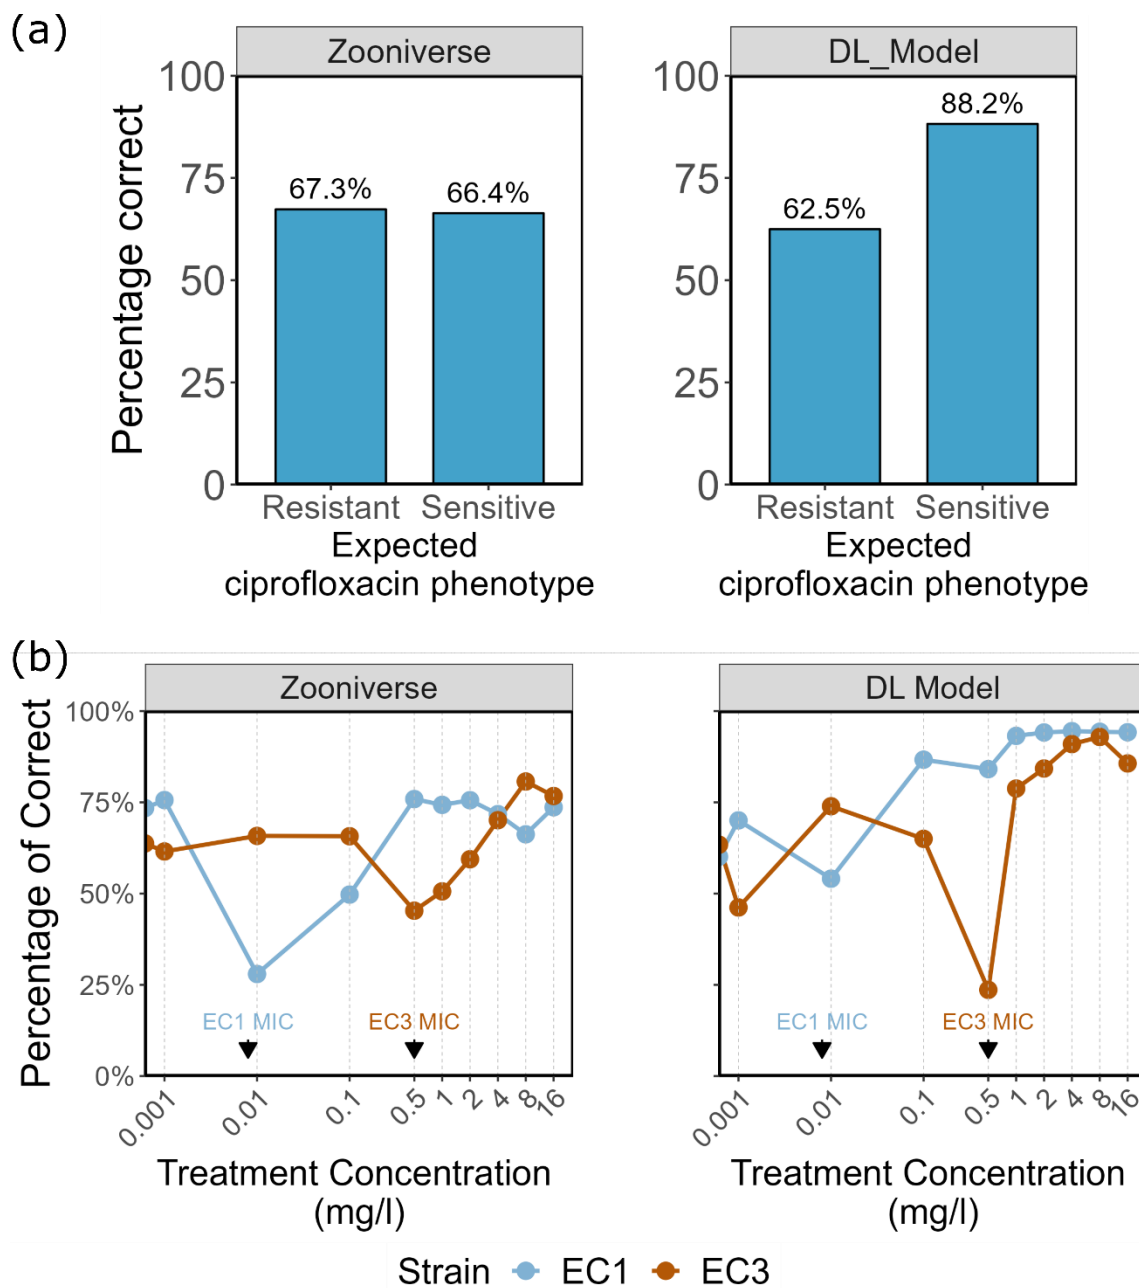 (a)
Zooniverse
DL_Model
Percentage correct
100
75
50
25
0
67.3%
66.4%
Resistant Sensitive
Expected
ciprofloxacin phenotype
100
75
50
25
0
62.5%
88.2%
Resistant Sensitive
Expected
ciprofloxacin phenotype
(b)
Zooniverse
DL Model
Percentage of Correct
100%
75%
50%
25%
0%
EC1 MIC
EC3 MIC
0.001 0.01 0.1 0.5 1 2 4 8 16
Treatment Concentration
(mg/l)
EC1 MIC
EC3 MIC
0.001 0.01 0.1 0.5 1 2 4 8 16
Treatment Concentration
(mg/l)
Strain EC1 EC3